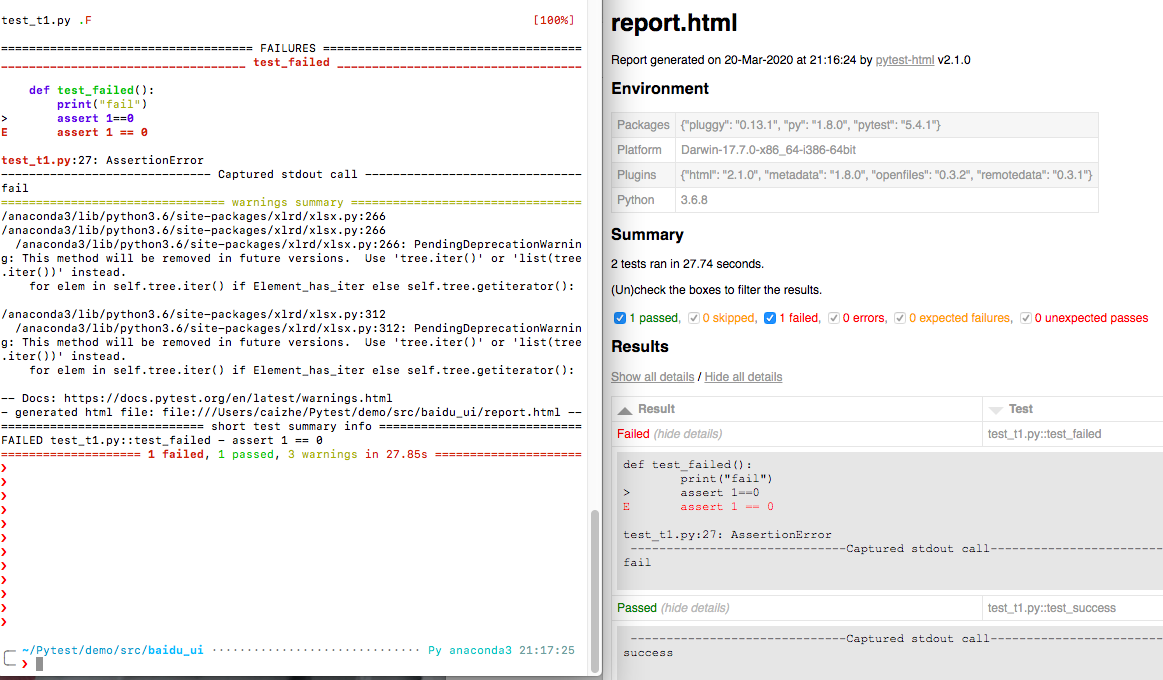 test_t1.py .F [100%]
=================================== FAILURES ====================================
__________________________________ test_failed __________________________________
def test_failed():
print("fail")
> assert 1==0
E assert 1 == 0
test_t1.py:27: AssertionError
----------------------------- Captured stdout call ------------------------------
fail
=============================== warnings summary ================================
/anaconda3/lib/python3.6/site-packages/xlrd/xlsx.py:266
/anaconda3/lib/python3.6/site-packages/xlrd/xlsx.py:266
/anaconda3/lib/python3.6/site-packages/xlrd/xlsx.py:266: PendingDeprecationWarnin
g: This method will be removed in future versions.  Use 'tree.iter()' or 'list(tree
.iter())' instead.
for elem in self.tree.iter() if Element_has_iter else self.tree.getiterator():
/anaconda3/lib/python3.6/site-packages/xlrd/xlsx.py:312
/anaconda3/lib/python3.6/site-packages/xlrd/xlsx.py:312: PendingDeprecationWarnin
g: This method will be removed in future versions.  Use 'tree.iter()' or 'list(tree
.iter())' instead.
for elem in self.tree.iter() if Element_has_iter else self.tree.getiterator():
-- Docs: https://docs.pytest.org/en/latest/warnings.html
- generated html file: file:///Users/caizhe/Pytest/demo/src/baidu_ui/report.html --
============================ short test summary info ============================
FAILED test_t1.py::test_failed - assert 1 == 0
=================== 1 failed, 1 passed, 3 warnings in 27.85s ====================
❯
❯
❯
❯
❯
❯
❯
❯
❯
❯
❯
❯
~/Pytest/demo/src/baidu_ui ······························ Py anaconda3 21:17:25
❯
report.html
Report generated on 20-Mar-2020 at 21:16:24 by pytest-html v2.1.0
Environment
Packages {"pluggy": "0.13.1", "py": "1.8.0", "pytest": "5.4.1"}
Platform Darwin-17.7.0-x86_64-i386-64bit
Plugins {"html": "2.1.0", "metadata": "1.8.0", "openfiles": "0.3.2", "remotedata": "0.3.1"}
Python 3.6.8
Summary
2 tests ran in 27.74 seconds.
(Un)check the boxes to filter the results.
1 passed, 0 skipped, 1 failed, 0 errors, 0 expected failures, 0 unexpected passes
Results
Show all details / Hide all details
Result Test
Failed (hide details) test_t1.py::test_failed
def test_failed():
print("fail")
> assert 1==0
E assert 1 == 0
test_t1.py:27: AssertionError
------------------------------Captured stdout call------------------------
fail
Passed (hide details) test_t1.py::test_success
------------------------------Captured stdout call------------------------
success